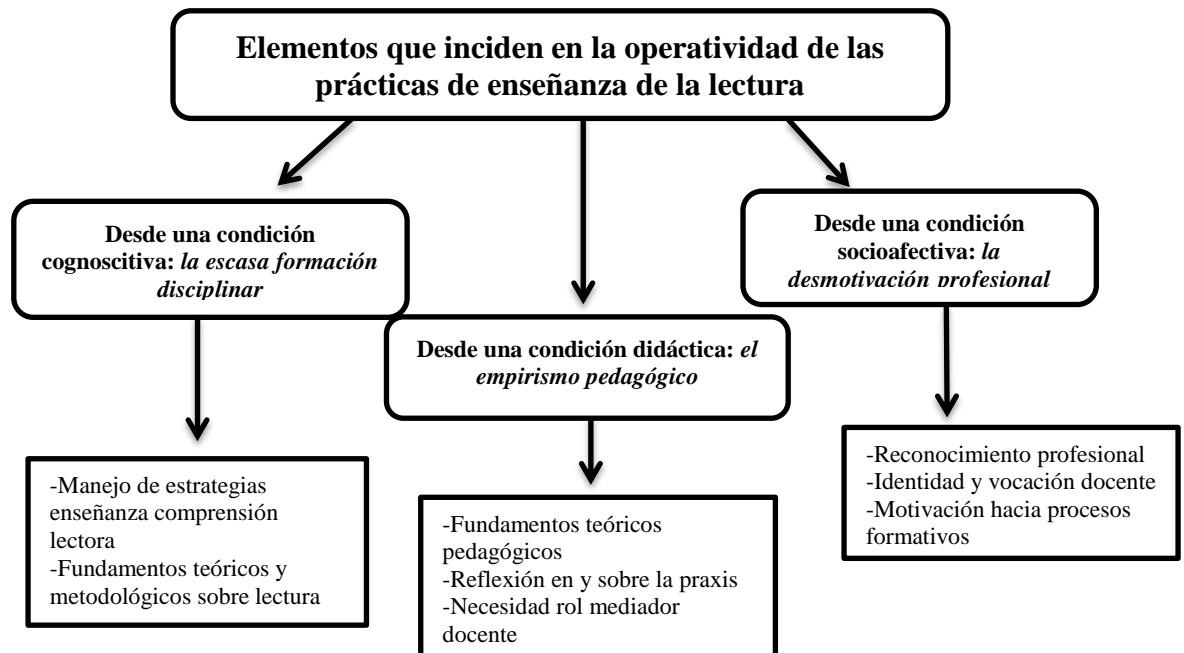 Elementos que inciden en la operatividad de las
prácticas de enseñanza de la lectura
Desde una condición
cognoscitiva: la escasa formación
disciplinar
Desde una condición didáctica: el
empirismo pedagógico
Desde una condición
socioafectiva: la
desmotivación profesional
-Manejo de estrategias
enseñanza comprensión
lectora
-Fundamentos teóricos y
metodológicos sobre lectura
-Fundamentos teóricos
pedagógicos
-Reflexión en y sobre la praxis
-Necesidad rol mediador
docente
-Reconocimiento profesional
-Identidad y vocación docente
-Motivación hacia procesos
formativos